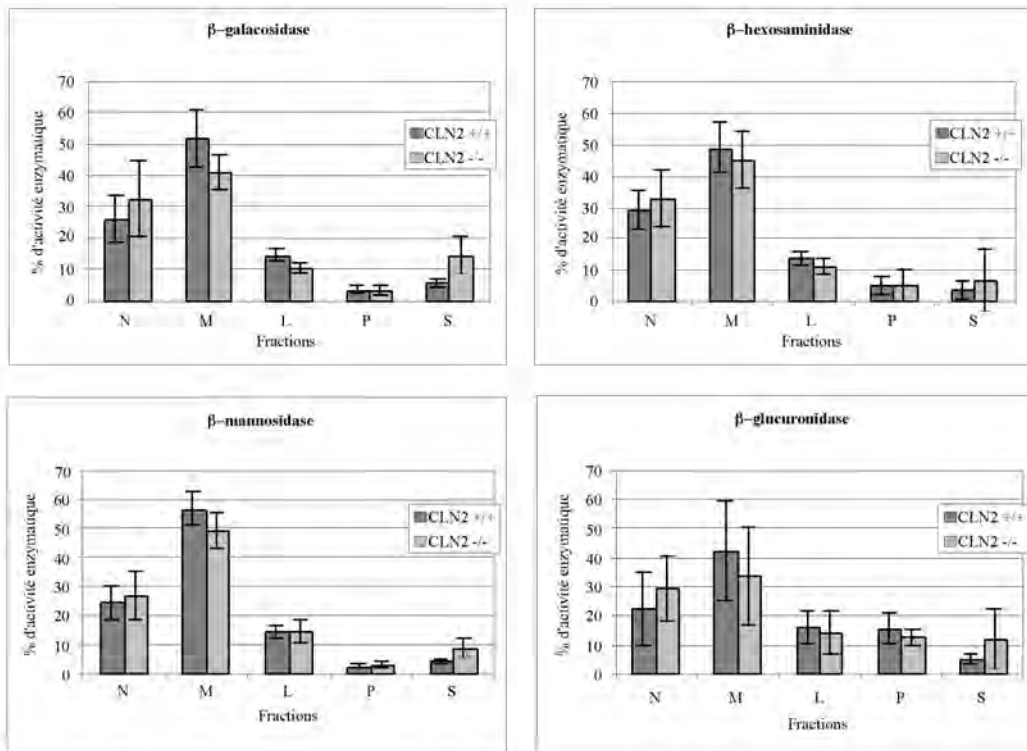 β−galacosidase
% d'activité enzymatique
70
60
50
40
30
20
10
0
CLN2 +/+
CLN2 -/-
N M L P S
Fractions
β−hexosaminidase
% d'activité enzymatique
70
60
50
40
30
20
10
0
CLN2 +/+
CLN2 -/-
N M L P S
Fractions
β−mannosidase
% d'activité enzymatique
70
60
50
40
30
20
10
0
CLN2 +/+
CLN2 -/-
N M L P S
Fractions
β−glucuronidase
% d'activité enzymatique
70
60
50
40
30
20
10
0
CLN2 +/+
CLN2 -/-
N M L P S
Fractions